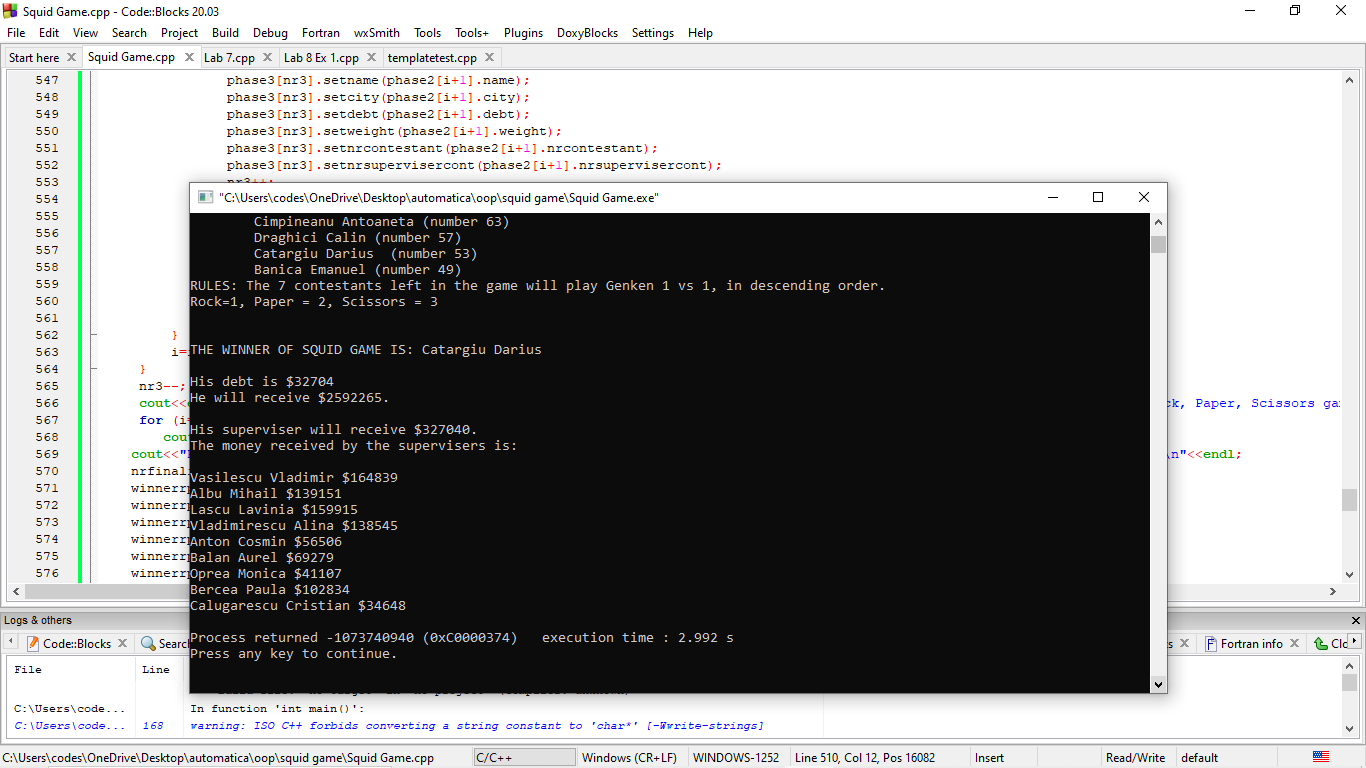 Squid Game.cpp - Code::Blocks 20.03
File Edit View Search Project Build Debug Fortran wxSmith Tools Tools+ Plugins DoxyBlocks Settings Help
Start here Squid Game.cpp Lab 7.cpp Lab 8 Ex 1.cpp templatetest.cpp
547 phase3[nr3].setname(phase2[i+1].name);
548 phase3[nr3].setcity(phase2[i+1].city);
549 phase3[nr3].setdebt(phase2[i+1].debt);
550 phase3[nr3].setweight(phase2[i+1].weight);
551 phase3[nr3].setnrcontestant(phase2[i+1].nrcontestant);
552 phase3[nr3].setnrsupervisercont(phase2[i+1].nrsupervisercont);
553 nr3++;
554
555
556
557
558
559
560
561
562 }
563 i=
564 }
565 nr3--;
566 cout<< ck, Paper, Scissors ga
567 for (i
568 cou
569 cout<<" \n"<<endl;
570 nrfinal
571 winnerr
572 winnerr
573 winnerr
574 winnerr
575 winnerr
576 winnerr
"C:\Users\codes\OneDrive\Desktop\automatica\oop\squid game\Squid Game.exe"
Cimpineanu Antoaneta (number 63)
Draghici Calin (number 57)
Catargiu Darius  (number 53)
Banica Emanuel (number 49)
RULES: The 7 contestants left in the game will play Genken 1 vs 1, in descending order.
Rock=1, Paper = 2, Scissors = 3
THE WINNER OF SQUID GAME IS: Catargiu Darius
His debt is $32704
He will receive $2592265.
His superviser will receive $327040.
The money received by the supervisers is:
Vasilescu Vladimir $164839
Albu Mihail $139151
Lascu Lavinia $159915
Vladimirescu Alina $138545
Anton Cosmin $56506
Balan Aurel $69279
Oprea Monica $41107
Bercea Paula $102834
Calugarescu Cristian $34648
Process returned -1073740940 (0xC0000374)   execution time : 2.992 s
Press any key to continue.
Logs & others
Code::Blocks Searc s Fortran info Clc
File Line
C:\Users\code... In function 'int main()':
C:\Users\code... 168 warning: ISO C++ forbids converting a string constant to 'char*' [-Wwrite-strings]
C:\Users\codes\OneDrive\Desktop\automatica\oop\squid game\Squid Game.cpp C/C++ Windows (CR+LF) WINDOWS-1252 Line 510, Col 12, Pos 16082 Insert Read/Write default